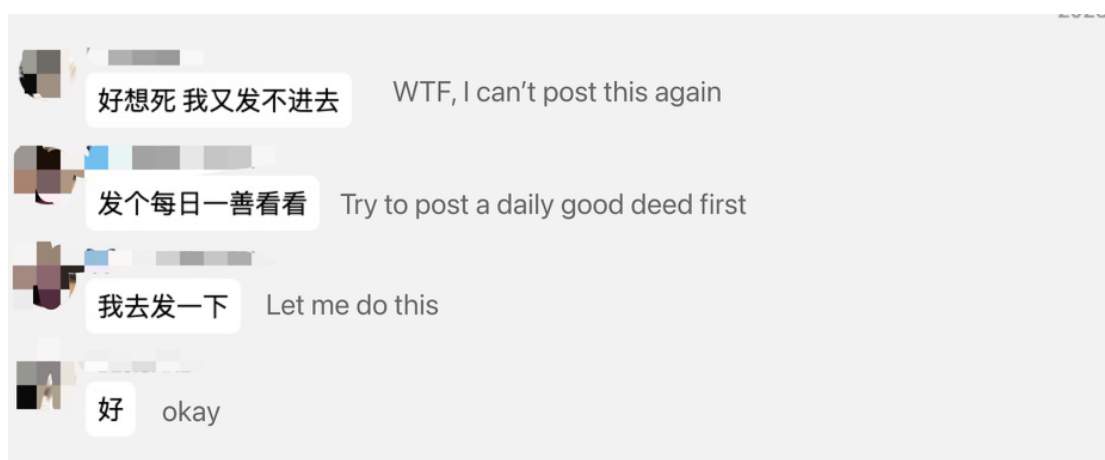 好想死 我又发不进去
WTF, I can’t post this again
发个每日一善看看
Try to post a daily good deed first
我去发一下
Let me do this
好
okay